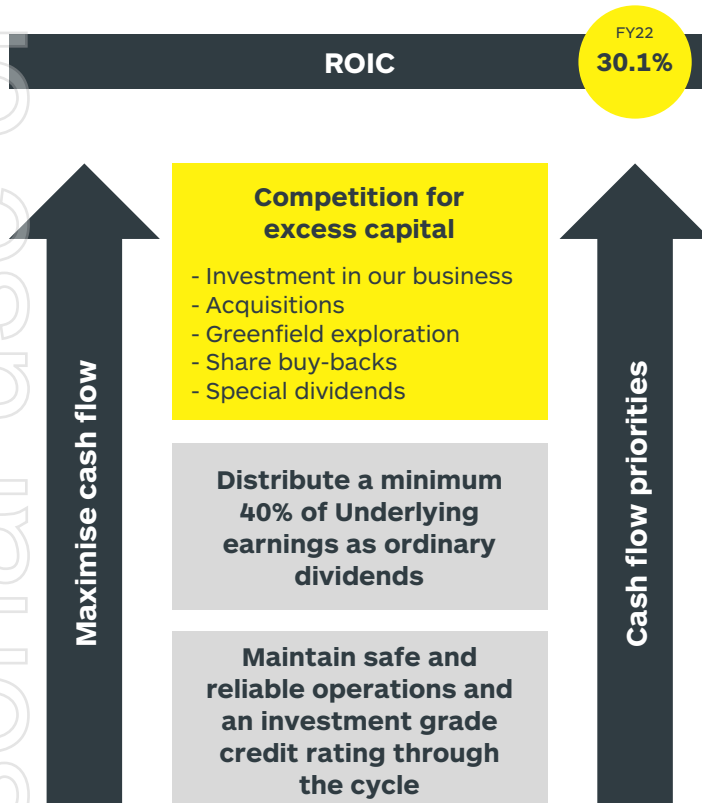 FY22
ROIC
30.1%
Competition for
excess capital
- Investment in our business
- Acquisitions
- Greenfield exploration
- Share buy-backs
- Special dividends
Maximise cash flow
Cash flow priorities
Distribute a minimum
40% of Underlying
earnings as ordinary
dividends
Maintain safe and
reliable operations and
an investment grade
credit rating through
the cycle